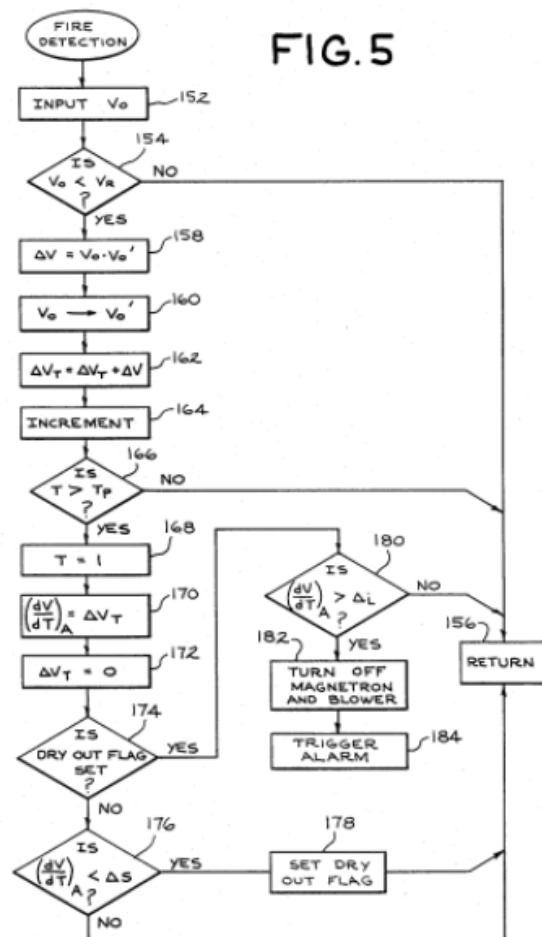 FIRE
DETECTION
FIG. 5
INPUT V₀
152
IS
V₀ < V_R
?
154
NO
YES
ΔV = V₀ - V₀'
158
V₀ → V₀'
160
ΔV_T = ΔV_T + ΔV
162
INCREMENT
164
IS
T > T_P
?
166
NO
YES
T = 1
168
(dV/dT)_A = ΔV_T
170
ΔV_T = 0
172
IS
DRY OUT FLAG
SET
?
174
YES
NO
IS
(dV/dT)_A < ΔS
?
176
YES
NO
SET DRY
OUT FLAG
178
IS
(dV/dT)_A > Δi
?
180
NO
YES
182
TURN OFF
MAGNETRON
AND BLOWER
TRIGGER
ALARM
184
156
RETURN